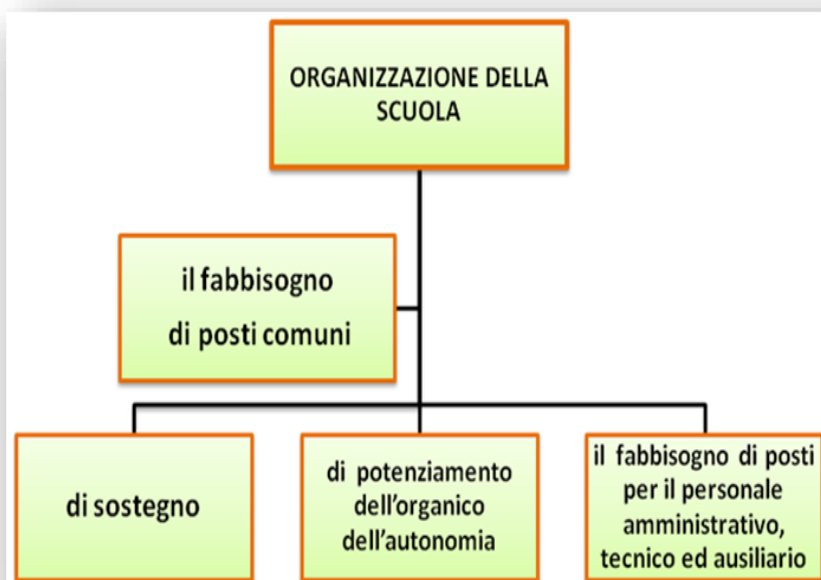 ORGANIZZAZIONE DELLA
SCUOLA
il fabbisogno
di posti comuni
di sostegno
di potenziamento
dell'organico
dell'autonomia
il fabbisogno di posti
per il personale
amministrativo,
tecnico ed ausiliario